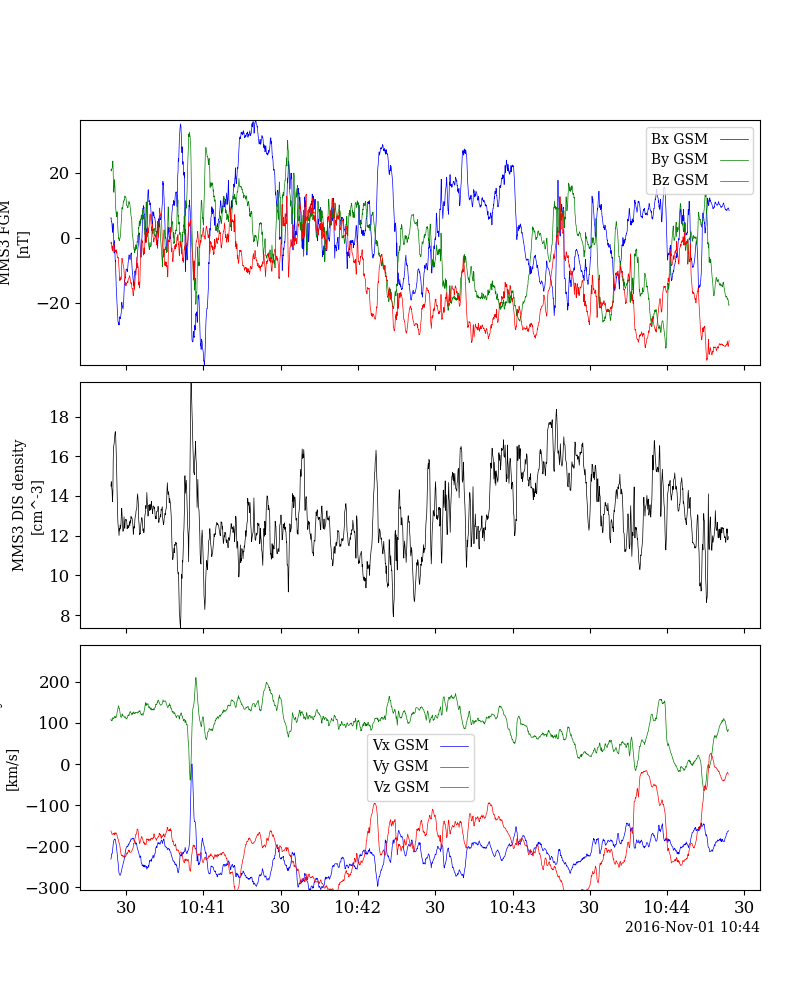 Bx GSM
By GSM
Bz GSM
20
0
−20
MMS3 FGM
[nT]
18
16
14
12
10
8
MMS3 DIS density
[cm^-3]
200
100
0
−100
−200
−300
[km/s]
Vx GSM
Vy GSM
Vz GSM
30
10:41
30
10:42
30
10:43
30
10:44
30
2016-Nov-01 10:44